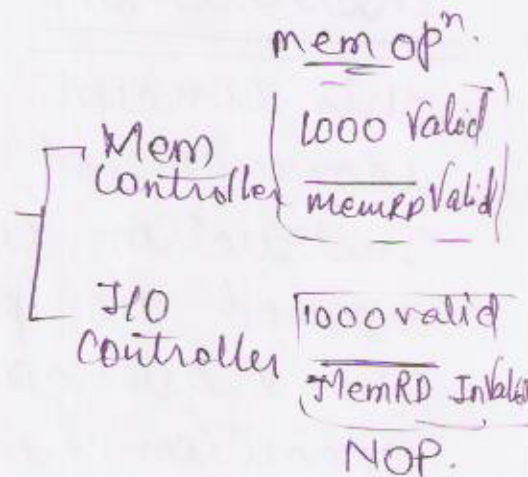 mem opⁿ.
Mem
Controller
1000 Valid
MemRD Valid
I/O
Controller
1000 valid
MemRD InValid
NOP.